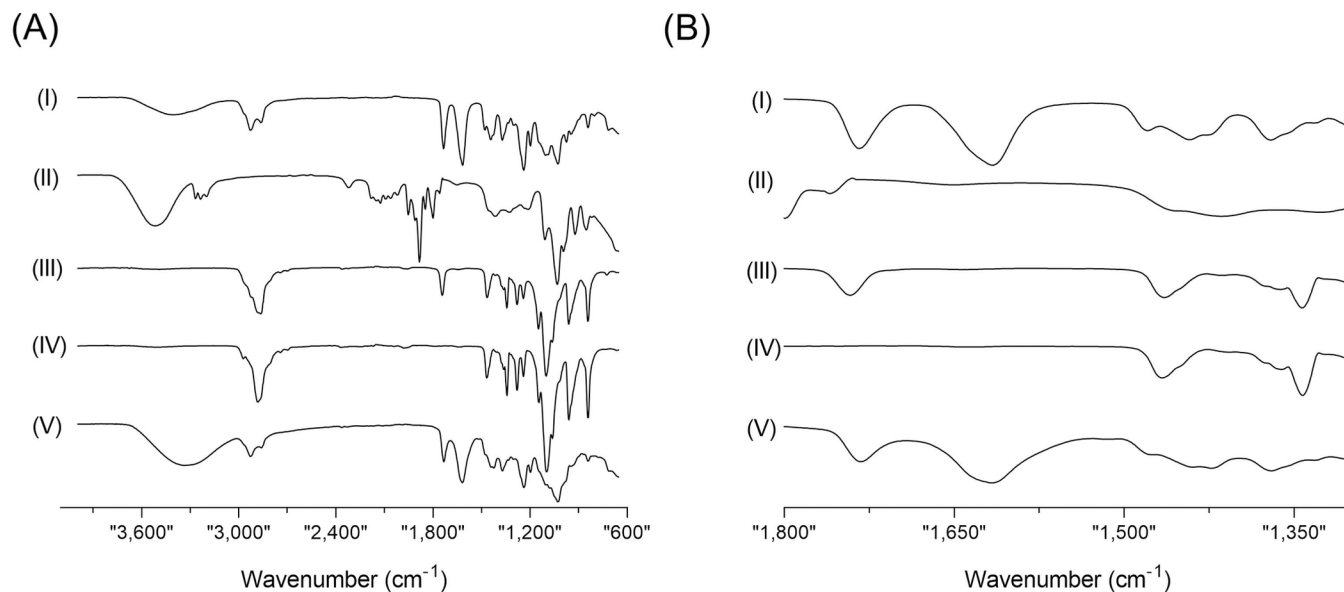 (A)
(I)
(II)
(III)
(IV)
(V)
"3,600" "3,000" "2,400" "1,800" "1,200" "600"
Wavenumber (cm⁻¹)
(B)
(I)
(II)
(III)
(IV)
(V)
"1,800" "1,650" "1,500" "1,350"
Wavenumber (cm⁻¹)